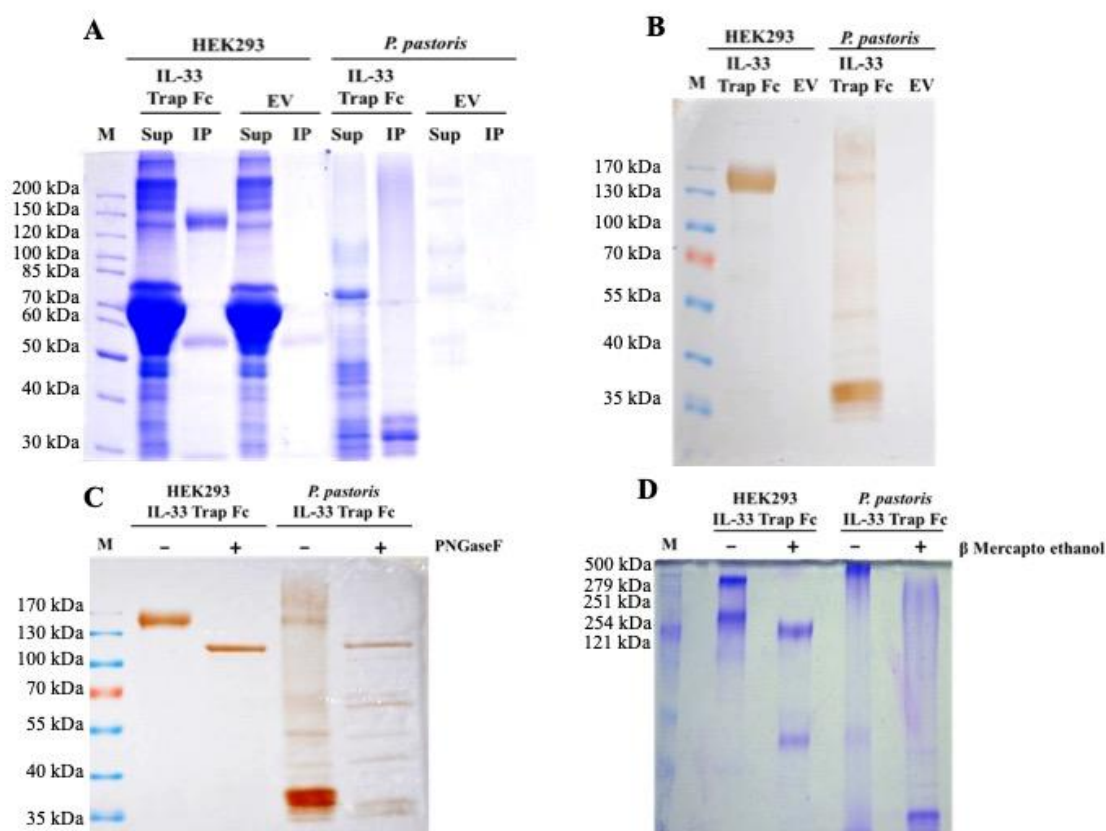 A
HEK293
P. pastoris
IL-33
Trap Fc
EV
IL-33
Trap Fc
EV
M
Sup
IP
Sup
IP
Sup
IP
Sup
IP
200 kDa
150 kDa
120 kDa
100 kDa
85 kDa
70 kDa
60 kDa
50 kDa
40 kDa
30 kDa
B
HEK293
P. pastoris
IL-33
Trap Fc
EV
IL-33
Trap Fc
EV
M
170 kDa
130 kDa
100 kDa
70 kDa
55 kDa
40 kDa
35 kDa
C
HEK293
IL-33 Trap Fc
P. pastoris
IL-33 Trap Fc
M
–
+
–
+
PNGaseF
170 kDa
130 kDa
100 kDa
70 kDa
55 kDa
40 kDa
35 kDa
D
HEK293
IL-33 Trap Fc
P. pastoris
IL-33 Trap Fc
M
–
+
–
+
β Mercapto ethanol
500 kDa
279 kDa
251 kDa
254 kDa
121 kDa